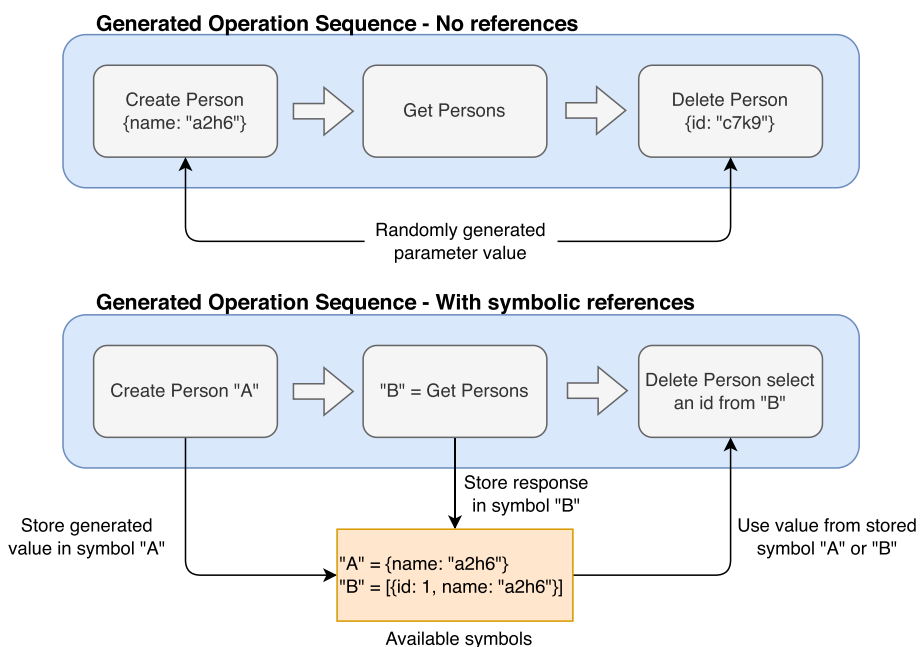 Generated Operation Sequence - No references
Create Person
{name: "a2h6"}
Get Persons
Delete Person
{id: "c7k9"}
Randomly generated
parameter value
Generated Operation Sequence - With symbolic references
Create Person "A"
"B" = Get Persons
Delete Person select
an id from "B"
Store generated
value in symbol "A"
Store response
in symbol "B"
Use value from stored
symbol "A" or "B"
"A" = {name: "a2h6"}
"B" = [{id: 1, name: "a2h6"}]
Available symbols